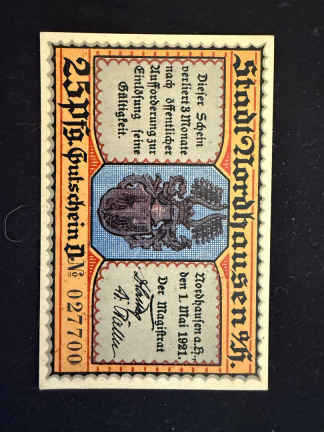 Stadt Nordhausen a/H.
Dieser Schein
verliert 3 Monate
nach öffentlicher
Aufforderung zur
Einlösung seine
Gültigkeit.
Nordhausen a.H.,
den 1. Mai 1921.
Der Magistrat
25 Pfg. Gutschein No 027700